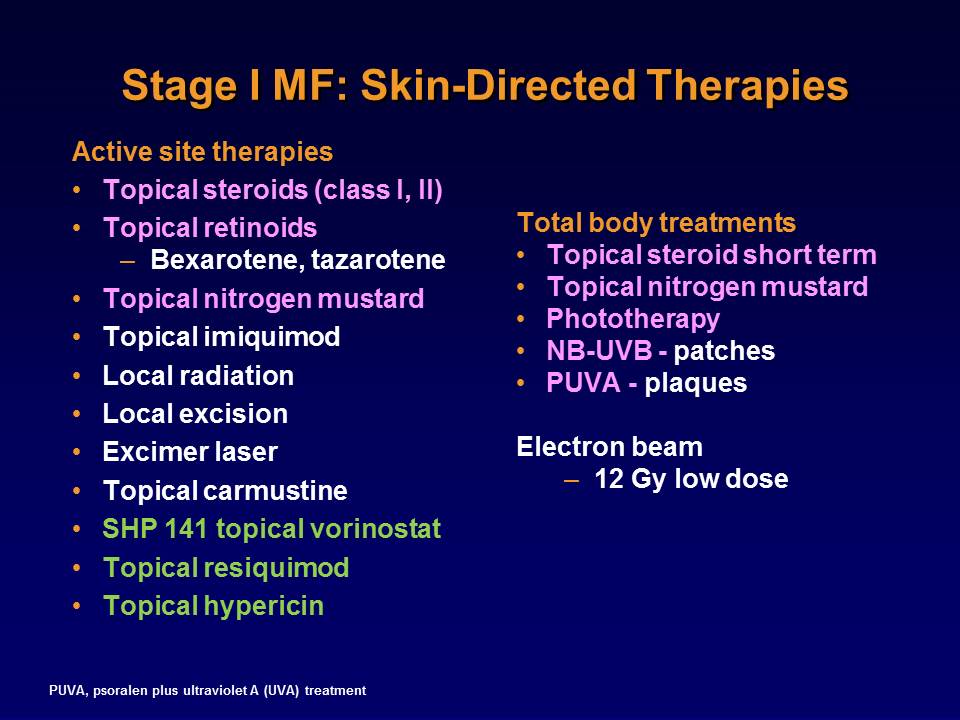 Stage I MF: Skin-Directed Therapies
Active site therapies
• Topical steroids (class I, II)
• Topical retinoids
– Bexarotene, tazarotene
• Topical nitrogen mustard
• Topical imiquimod
• Local radiation
• Local excision
• Excimer laser
• Topical carmustine
• SHP 141 topical vorinostat
• Topical resiquimod
• Topical hypericin
Total body treatments
• Topical steroid short term
• Topical nitrogen mustard
• Phototherapy
• NB-UVB - patches
• PUVA - plaques
Electron beam
– 12 Gy low dose
PUVA, psoralen plus ultraviolet A (UVA) treatment